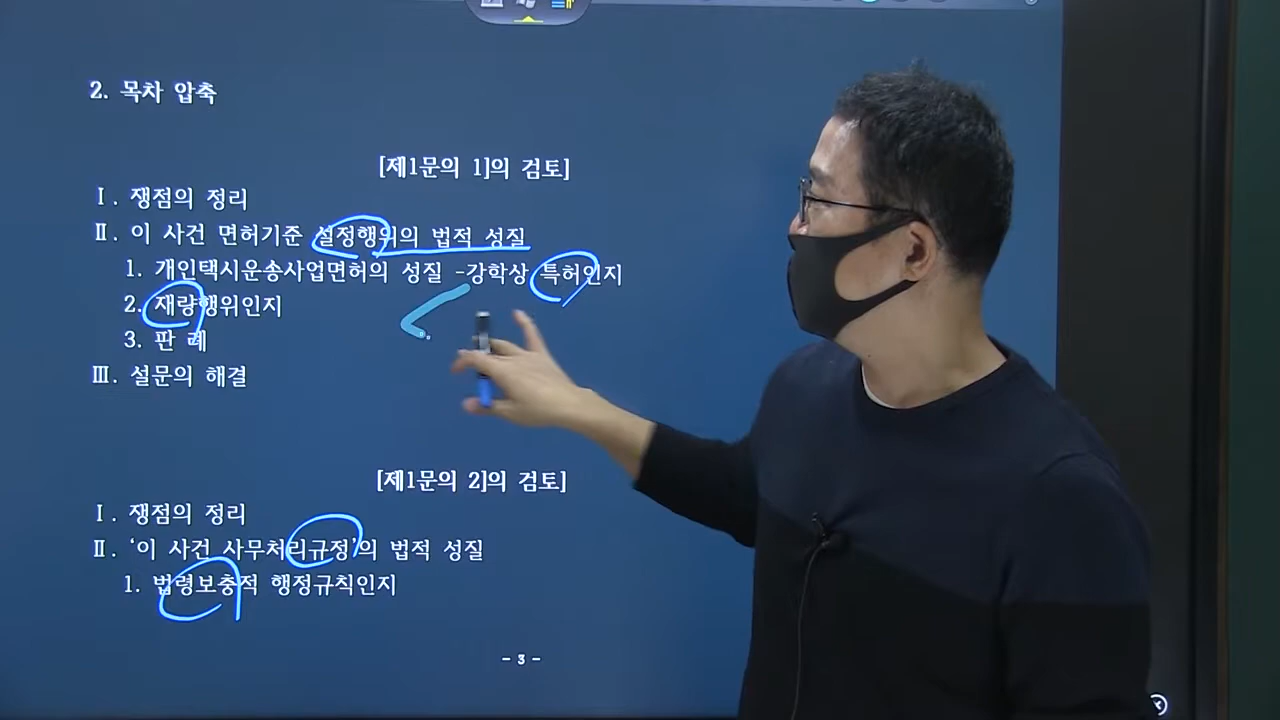 2. 목차 압축
[제1문의 1]의 검토]
Ⅰ. 쟁점의 정리
Ⅱ. 이 사건 면허기준 설정행위의 법적 성질
1. 개인택시운송사업면허의 성질 -강학상 특허인지
2. 재량행위인지
3. 판 례
Ⅲ. 설문의 해결
[제1문의 2]의 검토]
Ⅰ. 쟁점의 정리
Ⅱ. ‘이 사건 사무처리규정’의 법적 성질
1. 법령보충적 행정규칙인지
- 3 -